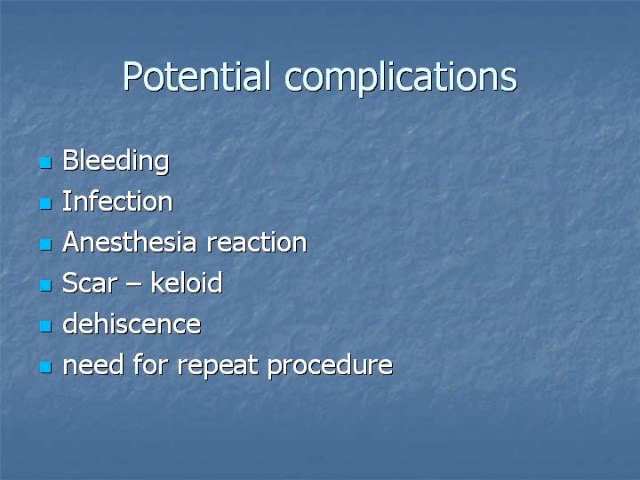 Potential complications
Bleeding
Infection
Anesthesia reaction
Scar – keloid
dehiscence
need for repeat procedure